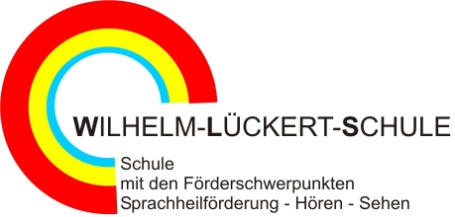 WILHELM-LÜCKERT-SCHULE
Schule
mit den Förderschwerpunkten
Sprachheilförderung - Hören - Sehen